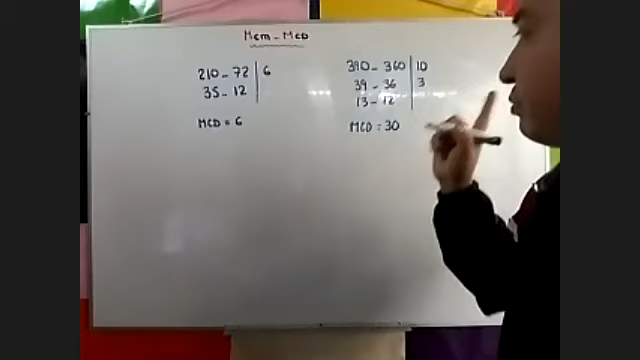 Mcm - MCD
210 - 72 | 6
35 - 12
MCD = 6
390 - 360 | 10
39 - 36 | 3
13 - 12
MCD = 30